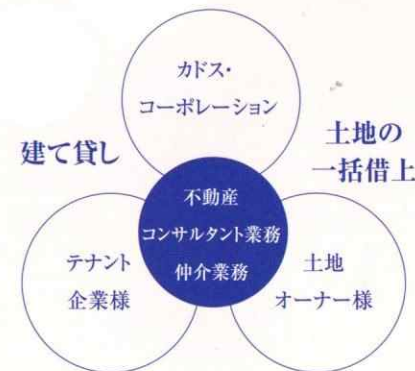 カドス・
コーポレーション
建て貸し
土地の
一括借上
不動産
コンサルタント業務
仲介業務
テナント
企業様
土地
オーナー様